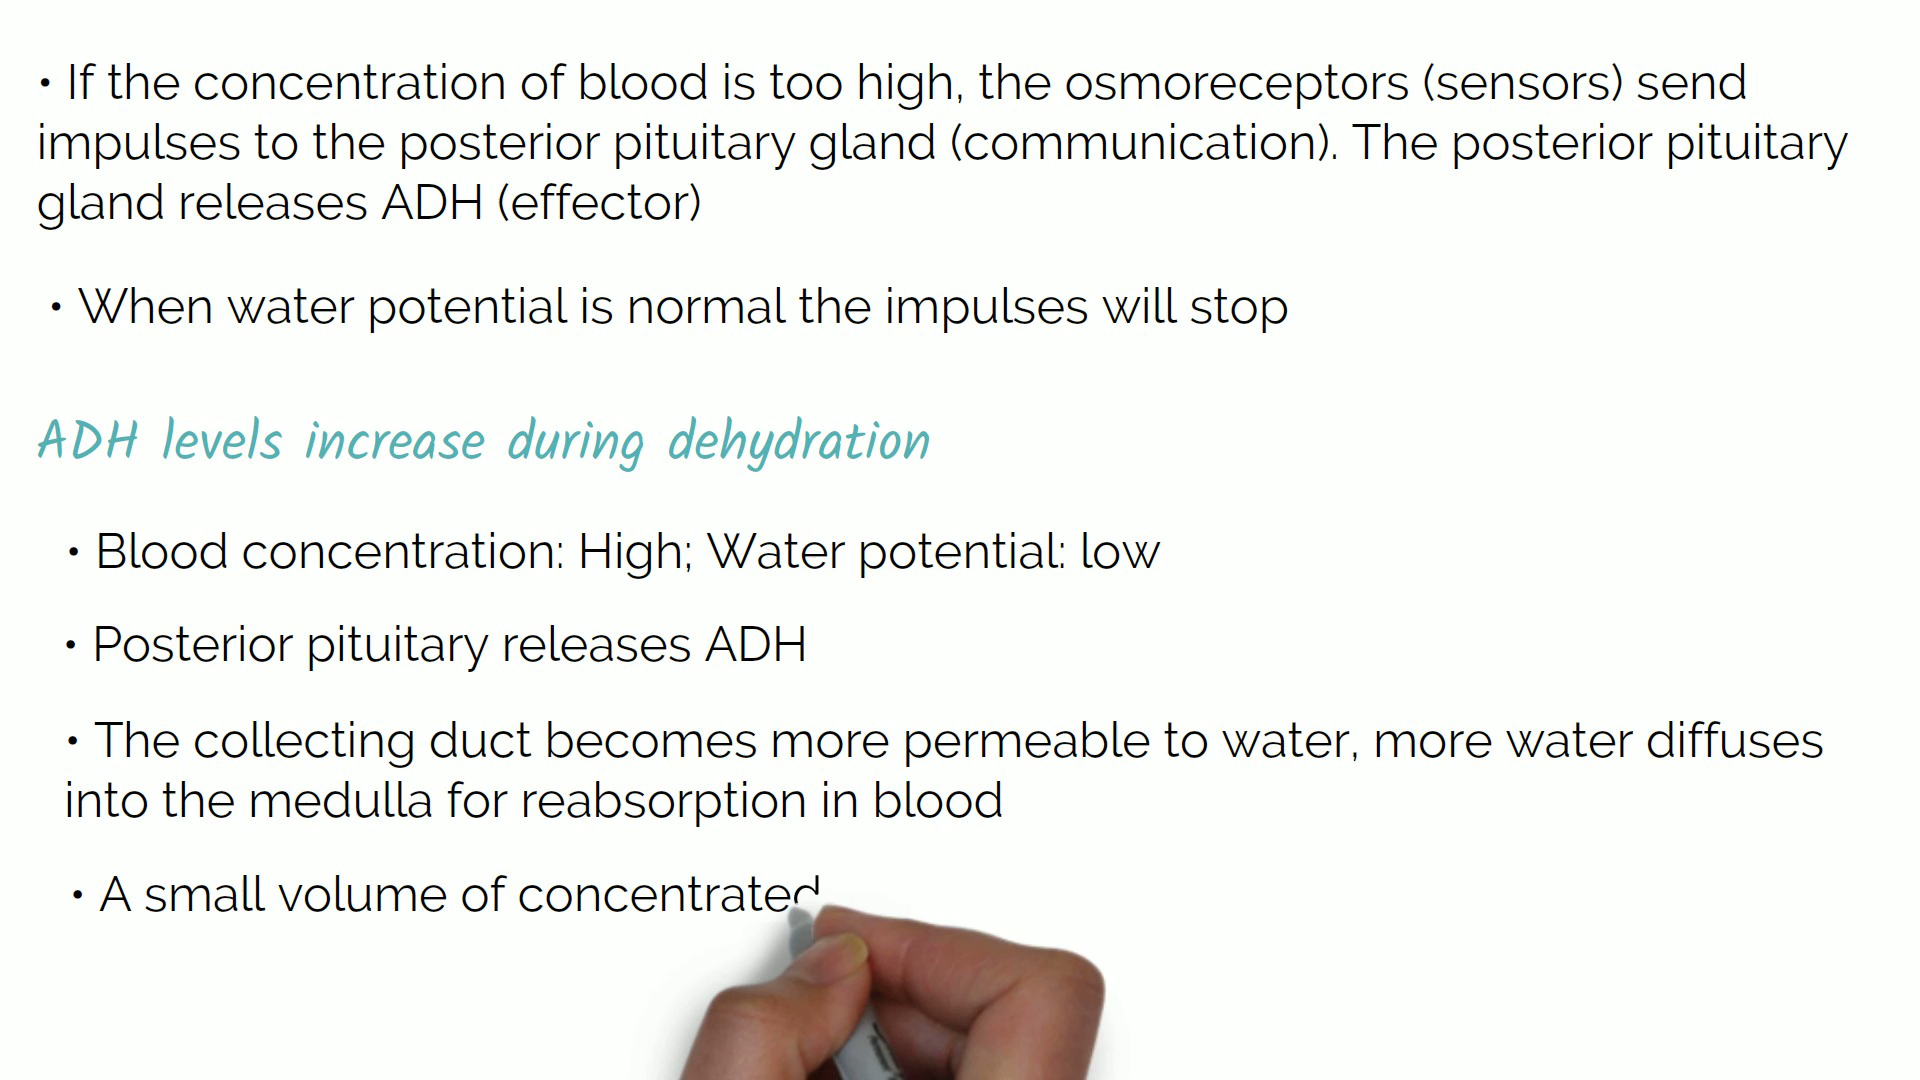 • If the concentration of blood is too high, the osmoreceptors (sensors) send
impulses to the posterior pituitary gland (communication). The posterior pituitary
gland releases ADH (effector)
• When water potential is normal the impulses will stop
ADH levels increase during dehydration
• Blood concentration: High; Water potential: low
• Posterior pituitary releases ADH
• The collecting duct becomes more permeable to water, more water diffuses
into the medulla for reabsorption in blood
• A small volume of concentrated